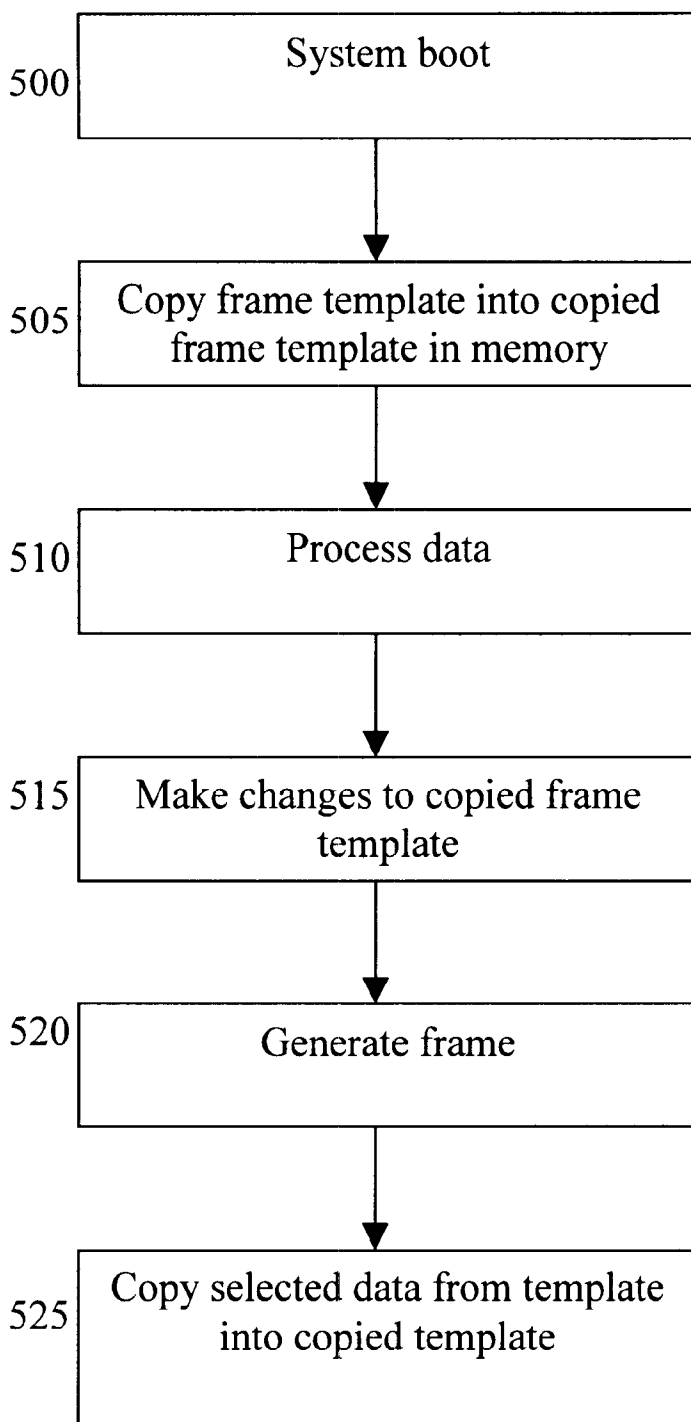 System boot
500
Copy frame template into copied
505
frame template in memory
Process data
510
515
Make changes to copied frame
template
520
Generate frame
Copy selected data from template
525
into copied template